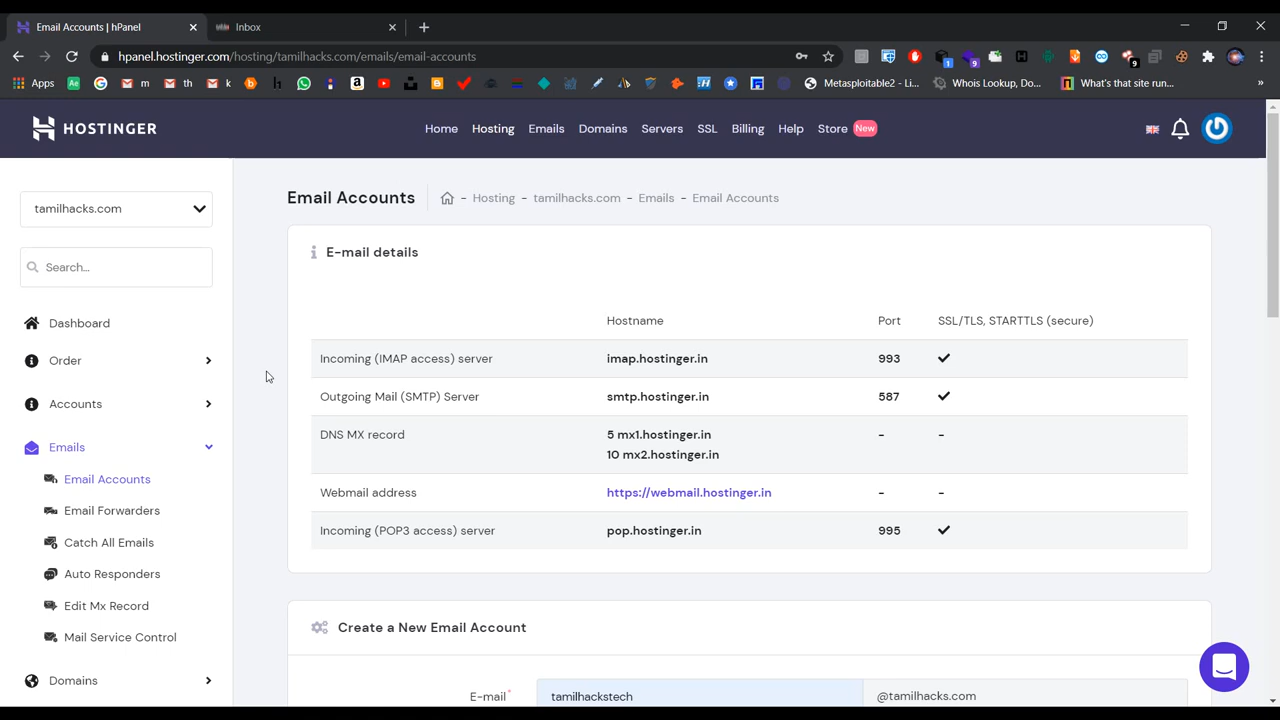 Email Accounts | hPanel
Inbox
hpanel.hostinger.com/hosting/tamilhacks.com/emails/email-accounts
Apps m th k Metasploitable2 - Li... Whois Lookup, Do... What's that site run...
HOSTINGER
Home Hosting Emails Domains Servers SSL Billing Help Store New
tamilhacks.com
Search...
Dashboard
Order
Accounts
Emails
Email Accounts
Email Forwarders
Catch All Emails
Auto Responders
Edit Mx Record
Mail Service Control
Domains
Email Accounts
- Hosting - tamilhacks.com - Emails - Email Accounts
E-mail details
Hostname Port SSL/TLS, STARTTLS (secure)
Incoming (IMAP access) server imap.hostinger.in 993
Outgoing Mail (SMTP) Server smtp.hostinger.in 587
DNS MX record 5 mx1.hostinger.in - -
10 mx2.hostinger.in
Webmail address https://webmail.hostinger.in - -
Incoming (POP3 access) server pop.hostinger.in 995
Create a New Email Account
E-mail* tamilhackstech @tamilhacks.com